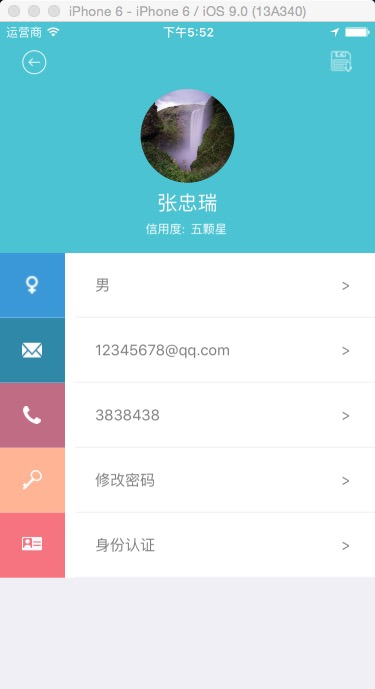 iPhone 6 - iPhone 6 / iOS 9.0 (13A340)
运营商 下午5:52
张忠瑞
信用度: 五颗星
男 >
12345678@qq.com >
3838438 >
修改密码 >
身份认证 >